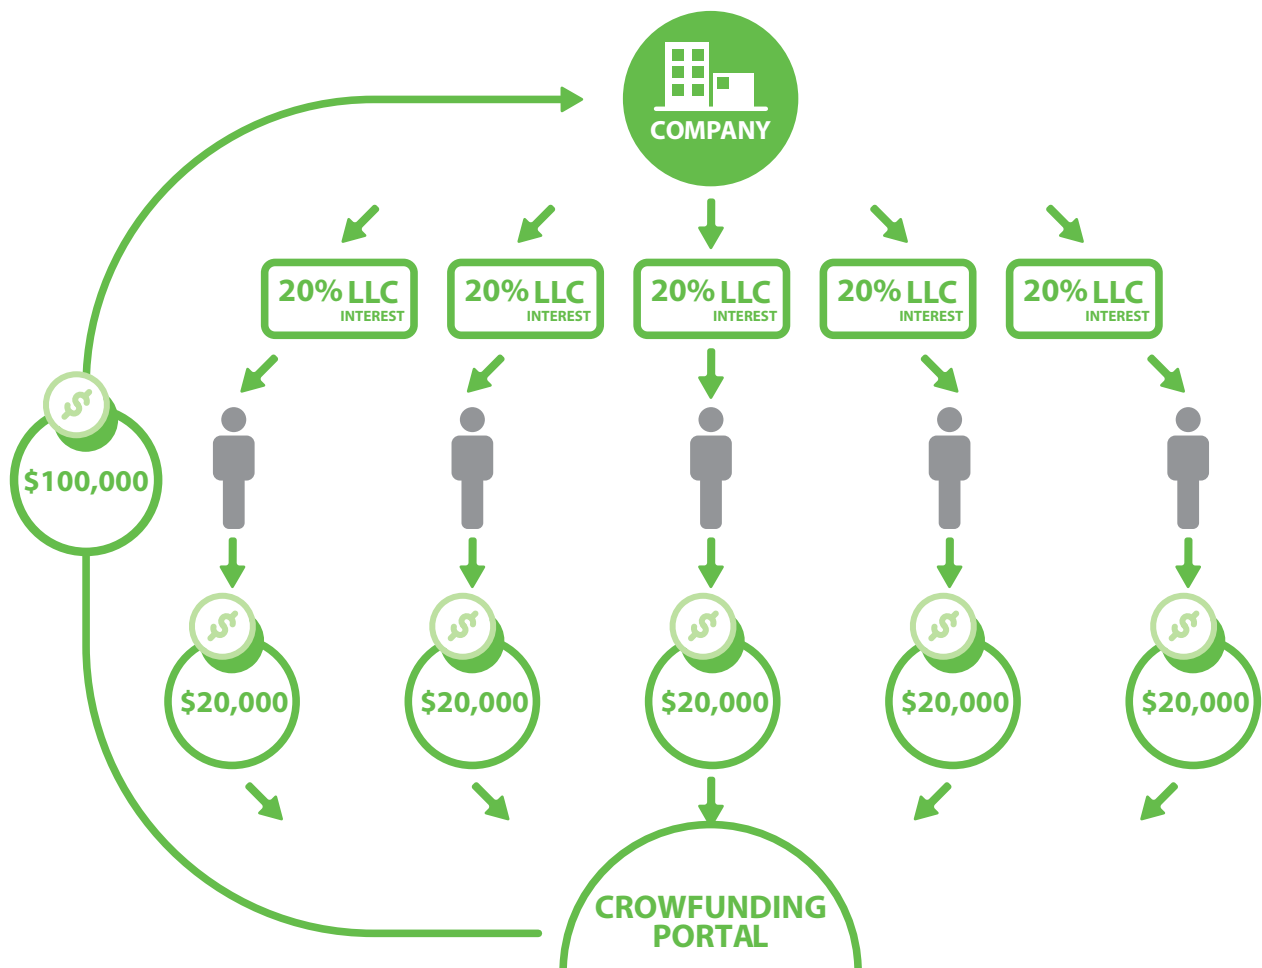 COMPANY
20% LLC
INTEREST
20% LLC
INTEREST
20% LLC
INTEREST
20% LLC
INTEREST
20% LLC
INTEREST
$
$100,000
$
$20,000
$
$20,000
$
$20,000
$
$20,000
$
$20,000
CROWFUNDING
PORTAL